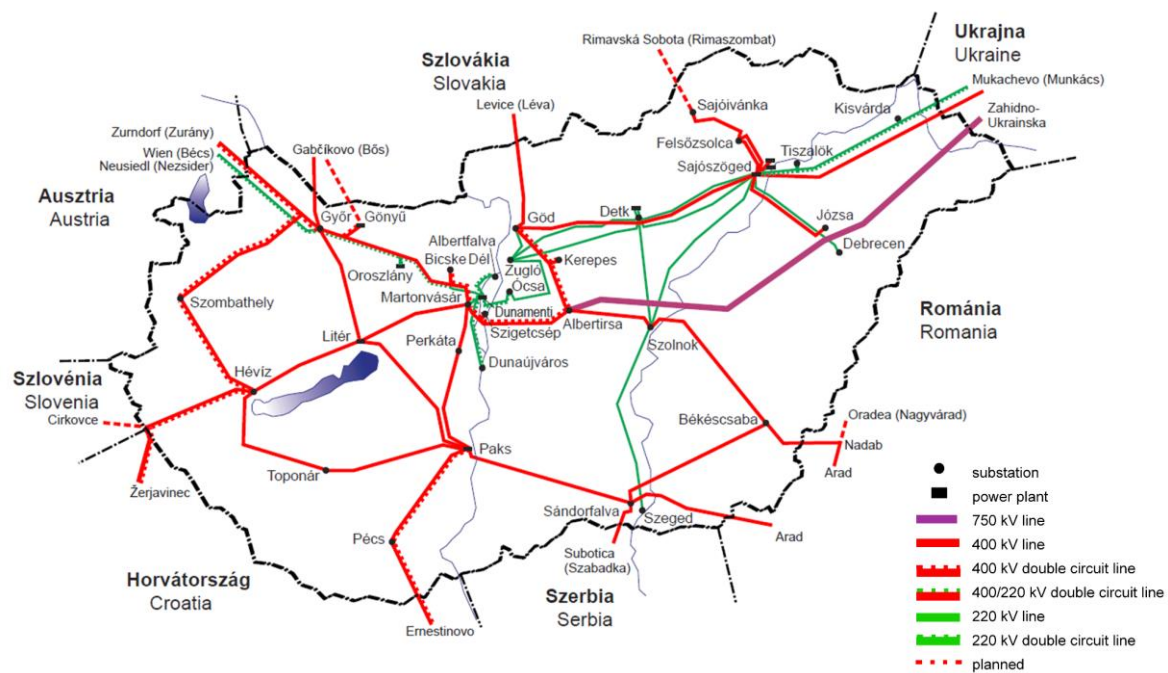 Ukrajna
Ukraine
Rimavská Sobota (Rimaszombat)
Szlovákia
Slovakia
Mukachevo (Munkács)
Levice (Léva)
Sajóivánka
Kisvárda
Zahidno-
Ukrainska
Zurndorf (Zurány)
Wien (Bécs)
Neusiedl (Nezsider)
Gabčíkovo (Bős)
Felsőzsolca
Tiszalök
Sajószöged
Ausztria
Austria
Győr
Gönyű
Göd
Detk
Józsa
Debrecen
Albertfalva
Bicske Dél
Kerepes
Zugló
Oroszlány
Ócsa
Szombathely
Martonvásár
Dunamenti
Albertirsa
Szigetcsép
Románia
Romania
Litér
Perkáta
Szolnok
Dunaújváros
Hévíz
Szlovénia
Slovenia
Cirkovce
Békéscsaba
Oradea (Nagyvárad)
Nadab
Paks
Toponár
Arad
Žerjavinec
Sándorfalva
Szeged
Arad
Pécs
Subotica
(Szabadka)
Horvátország
Croatia
Szerbia
Serbia
Ernestinovo
substation
power plant
750 kV line
400 kV line
400 kV double circuit line
400/220 kV double circuit line
220 kV line
220 kV double circuit line
planned